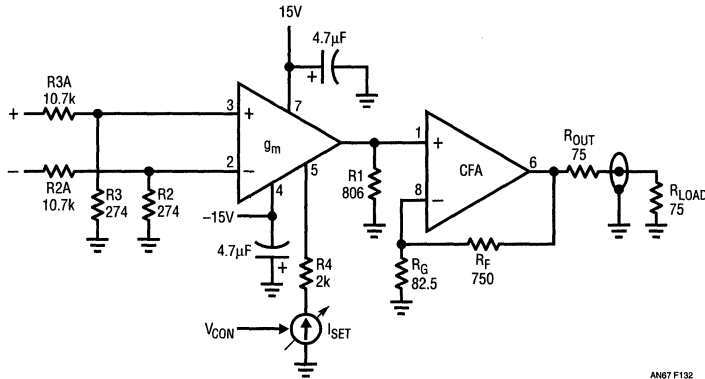 15V
4.7μF
+
R3A
10.7k
+
3
+
7
gm
1
+
CFA
6
ROUT
75
−
R2A
10.7k
2
−
4
5
R1
806
8
−
RLOAD
75
R3
274
R2
274
−15V
4.7μF
+
R4
2k
RG
82.5
RF
750
VCON
ISET
AN67 F132